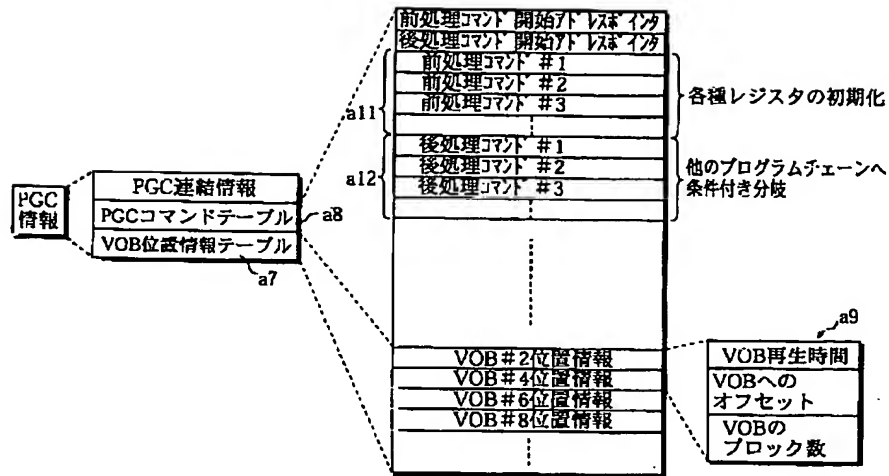 PGC
情報
PGC連結情報
PGCコマンドテーブル
VOB位置情報テーブル
a8
a7
前処理コマンド開始アドレスポインタ
後処理コマンド開始アドレスポインタ
前処理コマンド #1
前処理コマンド #2
前処理コマンド #3
a11
各種レジスタの初期化
後処理コマンド #1
後処理コマンド #2
後処理コマンド #3
a12
他のプログラムチェーンへ
条件付き分岐
VOB#2位置情報
VOB#4位置情報
VOB#6位置情報
VOB#8位置情報
a9
VOB再生時間
VOBへの
オフセット
VOBの
ブロック数